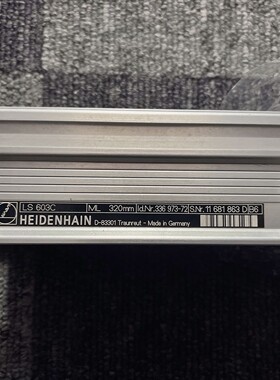 LS 603C ML 320mm Id.Nr.336 973-72 S.Nr.11 681 863 D B6
HEIDENHAIN D-83301 Traunreut - Made in Germany